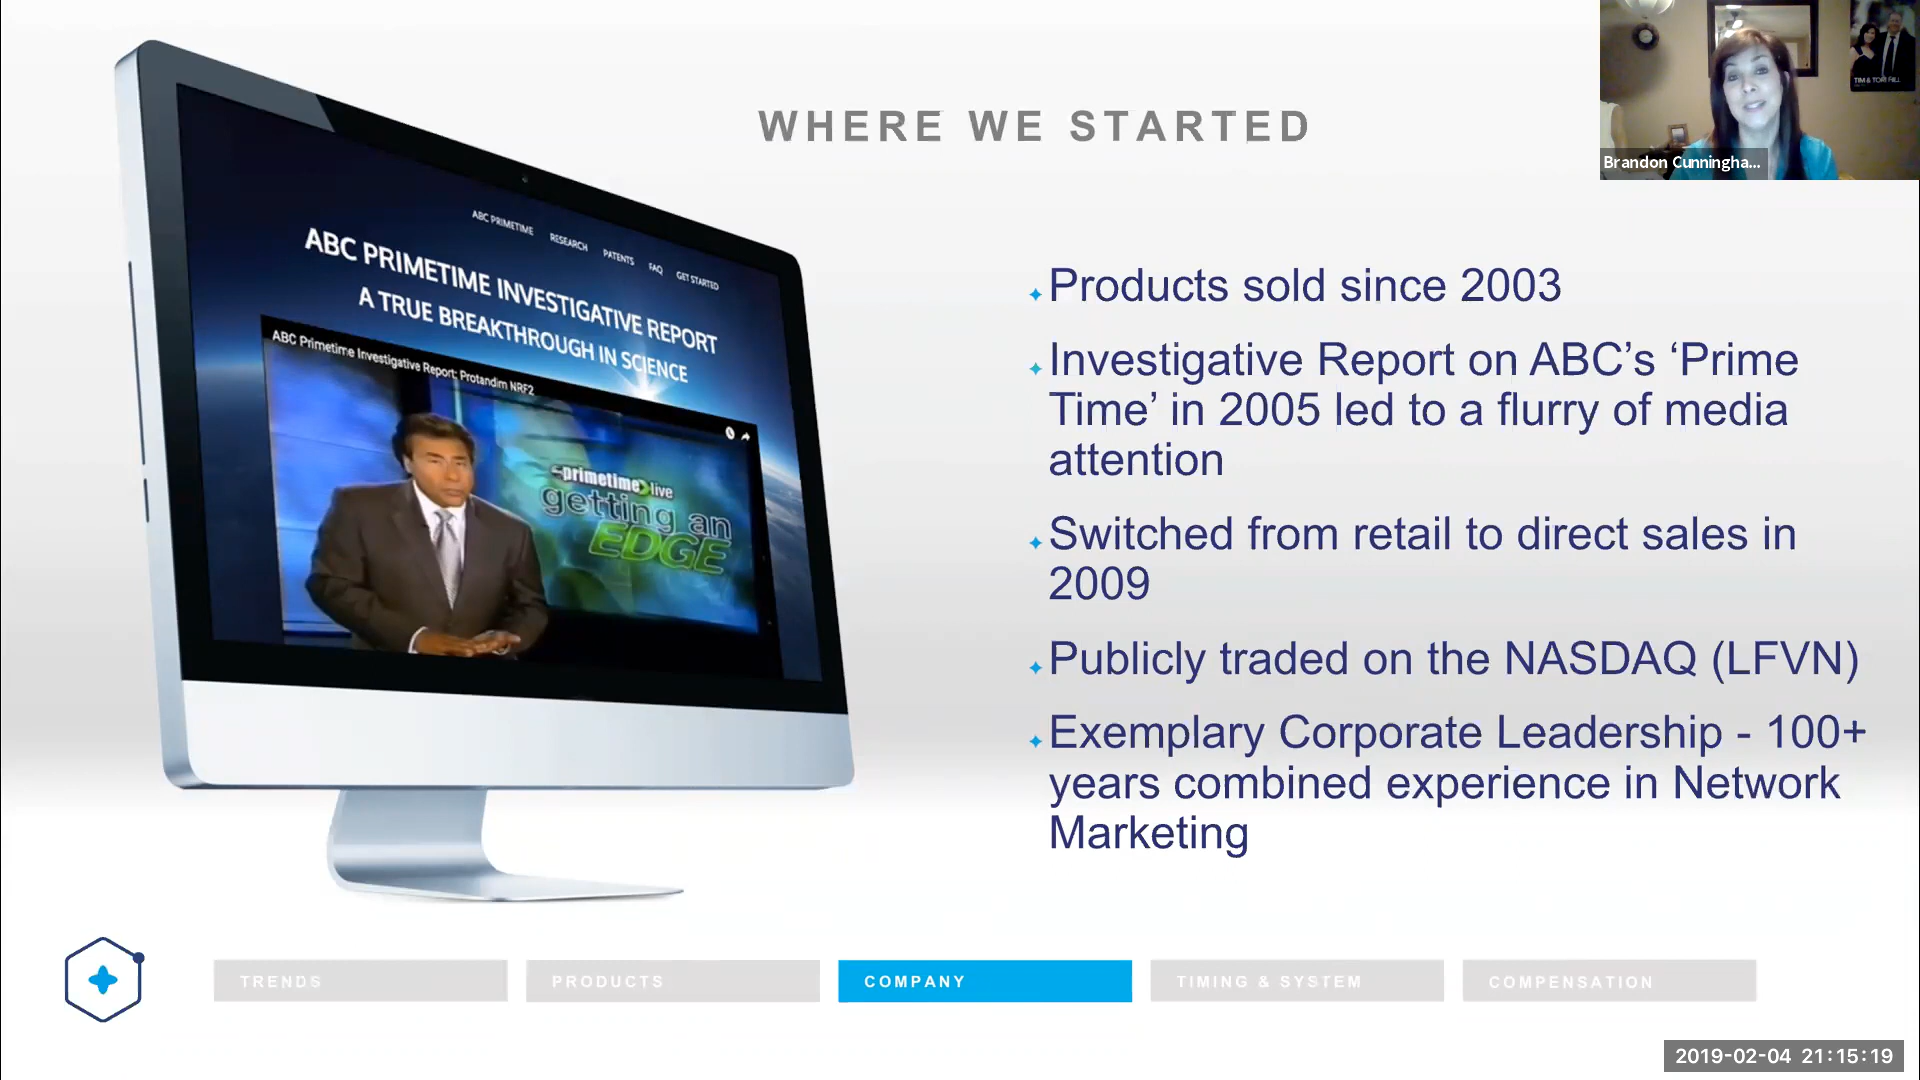 WHERE WE STARTED
TIM & TORI FILL
Brandon Cunningha...
ABC PRIMETIME RESEARCH PATENTS FAQ GET STARTED
ABC PRIMETIME INVESTIGATIVE REPORT
A TRUE BREAKTHROUGH IN SCIENCE
ABC Primetime Investigative Report: Protandim NRF2
primetime live
getting an
EDGE
Products sold since 2003
Investigative Report on ABC’s ‘Prime
Time’ in 2005 led to a flurry of media
attention
Switched from retail to direct sales in
2009
Publicly traded on the NASDAQ (LFVN)
Exemplary Corporate Leadership - 100+
years combined experience in Network
Marketing
TRENDS
PRODUCTS
COMPANY
TIMING & SYSTEM
COMPENSATION
2019-02-04 21:15:19